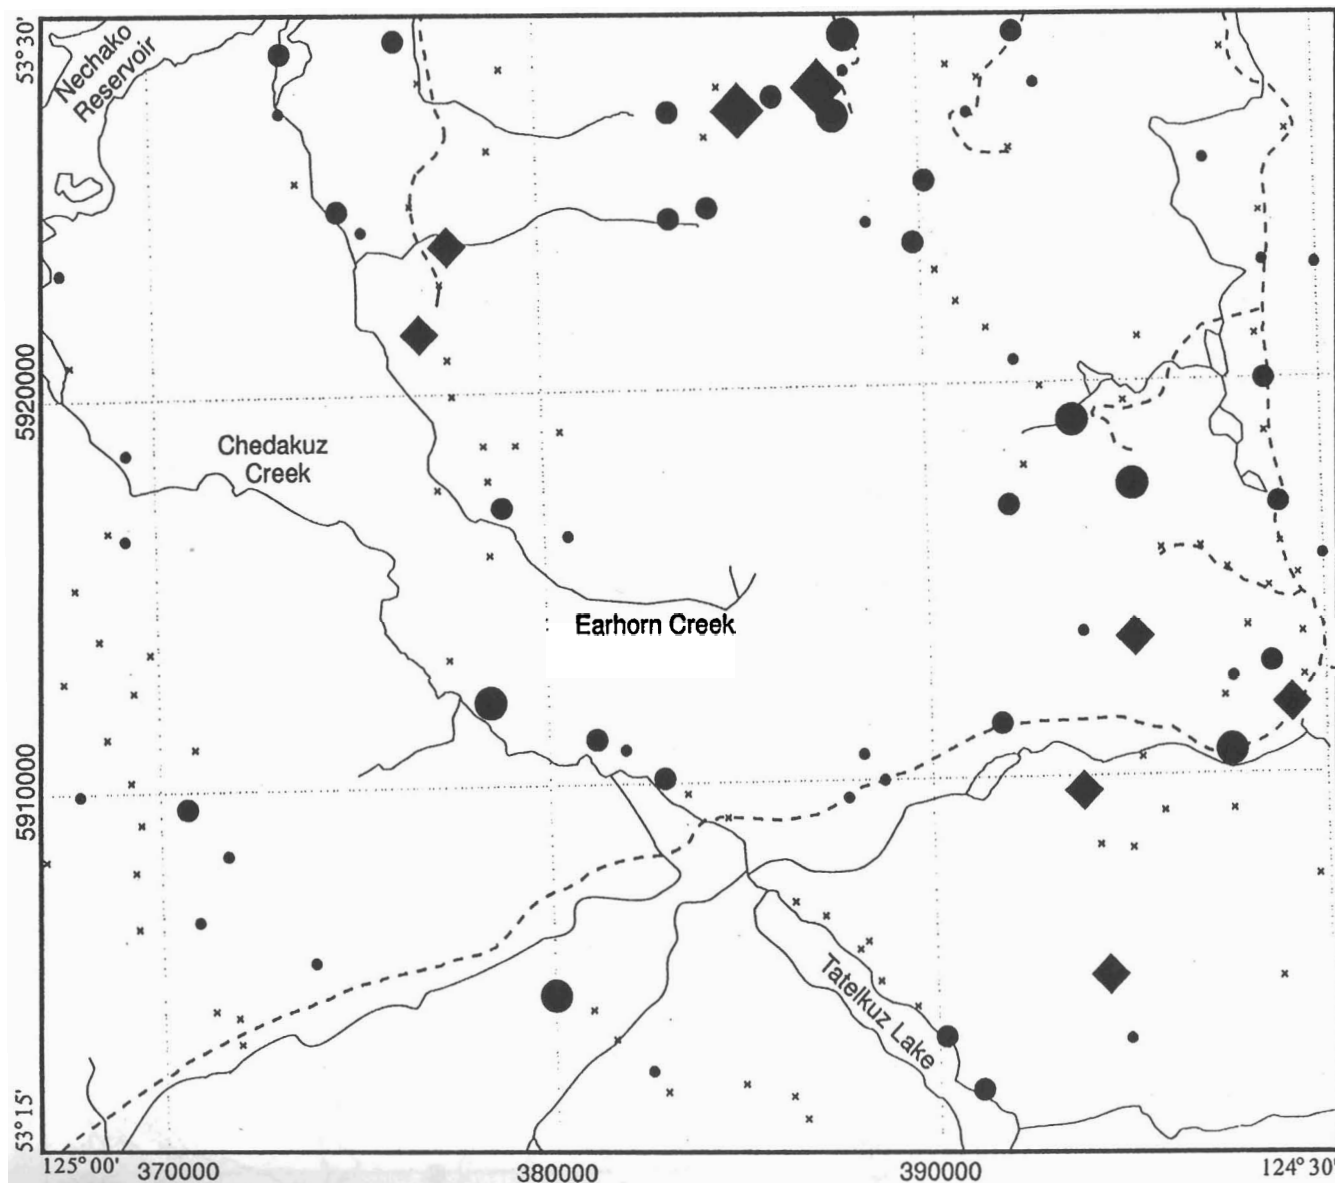 53° 30'
Nechako
Reservoir
5920000
Chedakuz
Creek
Earhorn Creek
5910000
Tatelkuz Lake
53° 15'
125° 00'
370000
380000
390000
124° 30'